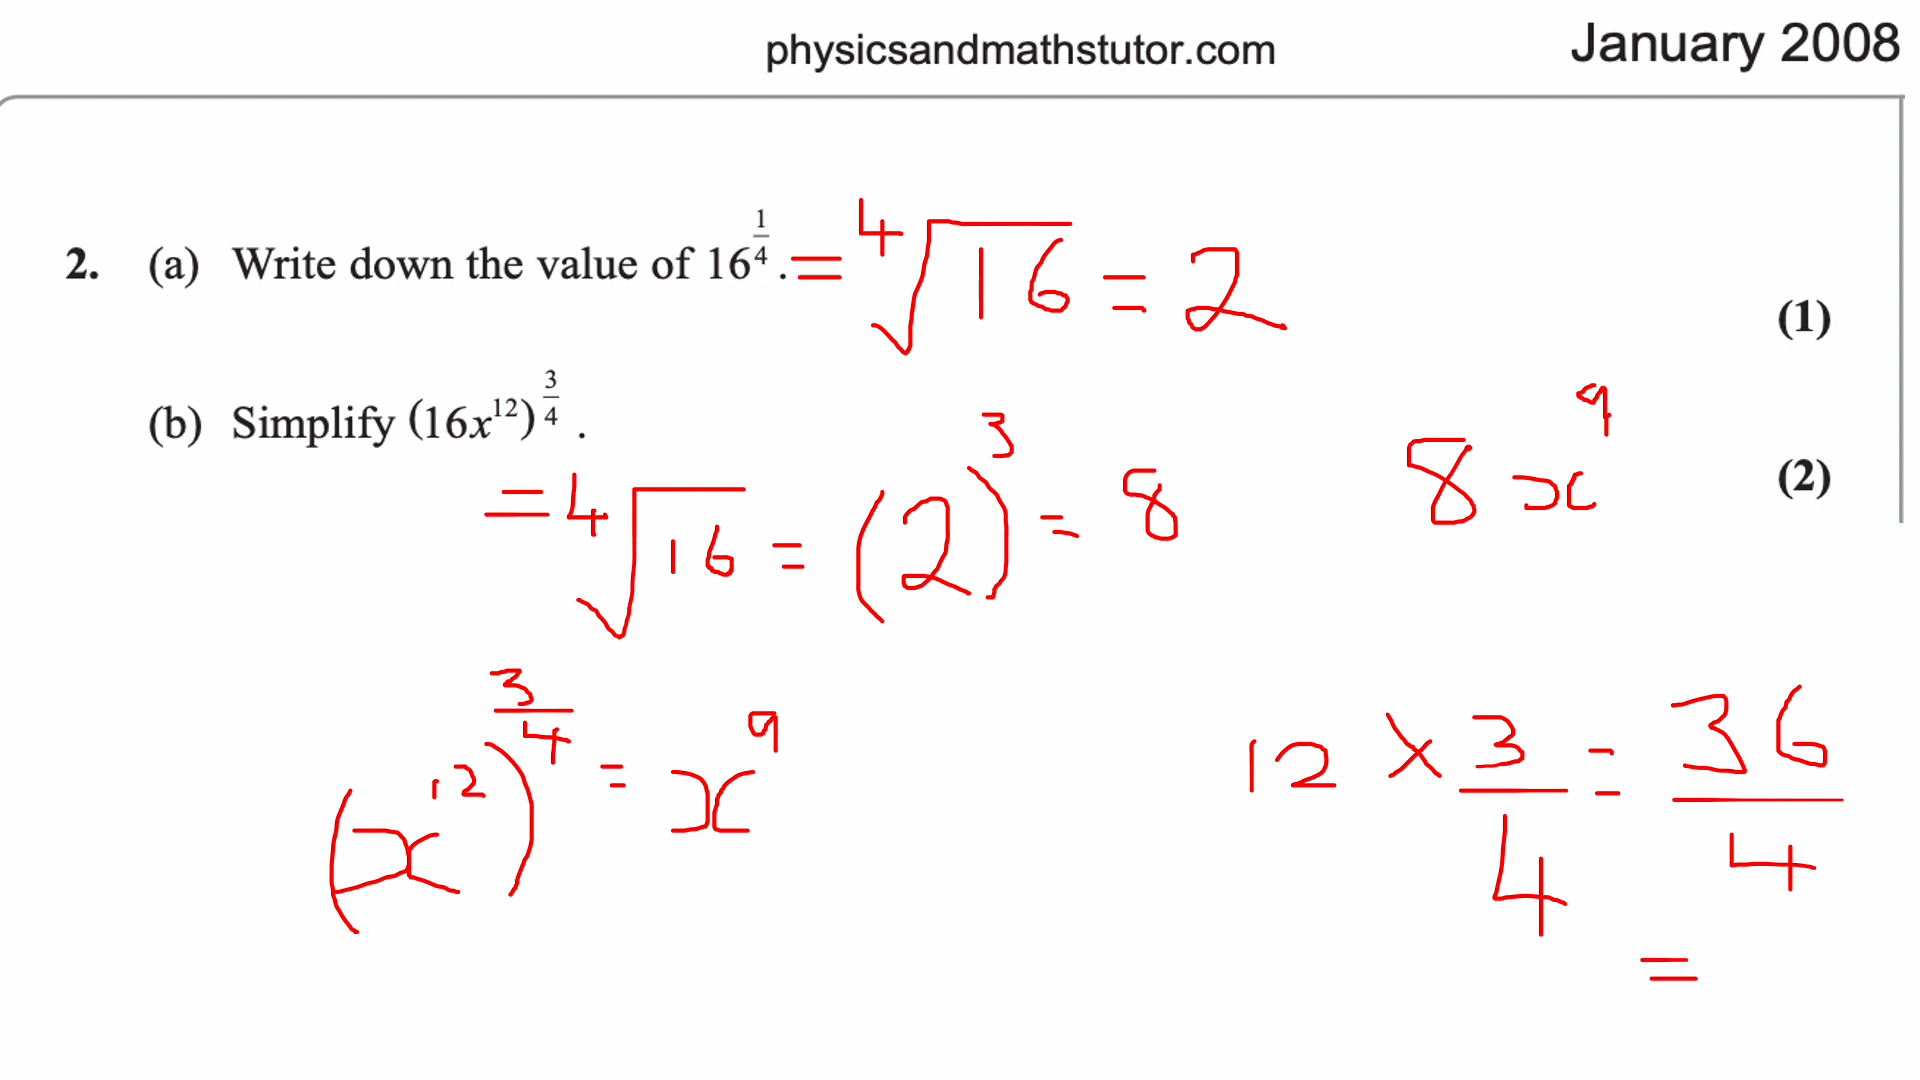 physicsandmathstutor.com January 2008
2. (a) Write down the value of 16^{1/4}. = ⁴√16 = 2
(1)
(b) Simplify (16x^{12})^{3/4}.
(2)
= ⁴√16 = (2)^3 = 8
8x^9
(x^{12})^{3/4} = x^9
12 × 3/4 = 36/4
=